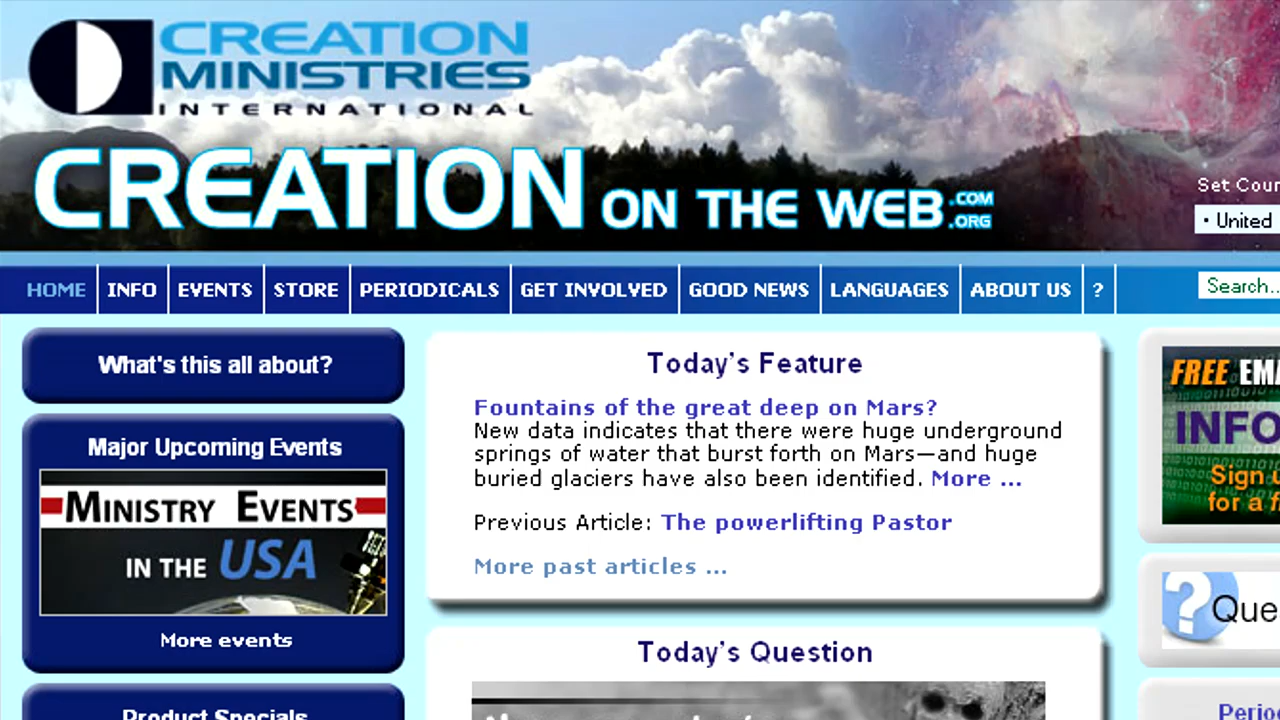 CREATION
MINISTRIES
INTERNATIONAL
CREATION ON THE WEB .COM .ORG
Set
• United
HOME INFO EVENTS STORE PERIODICALS GET INVOLVED GOOD NEWS LANGUAGES ABOUT US ?
Search..
What's this all about?
Major Upcoming Events
MINISTRY EVENTS
IN THE USA
More events
Product Specials
Today's Feature
Fountains of the great deep on Mars?
New data indicates that there were huge underground
springs of water that burst forth on Mars—and huge
buried glaciers have also been identified. More ...
Previous Article: The powerlifting Pastor
More past articles ...
Today's Question
FREE
INFO
Sign
for a